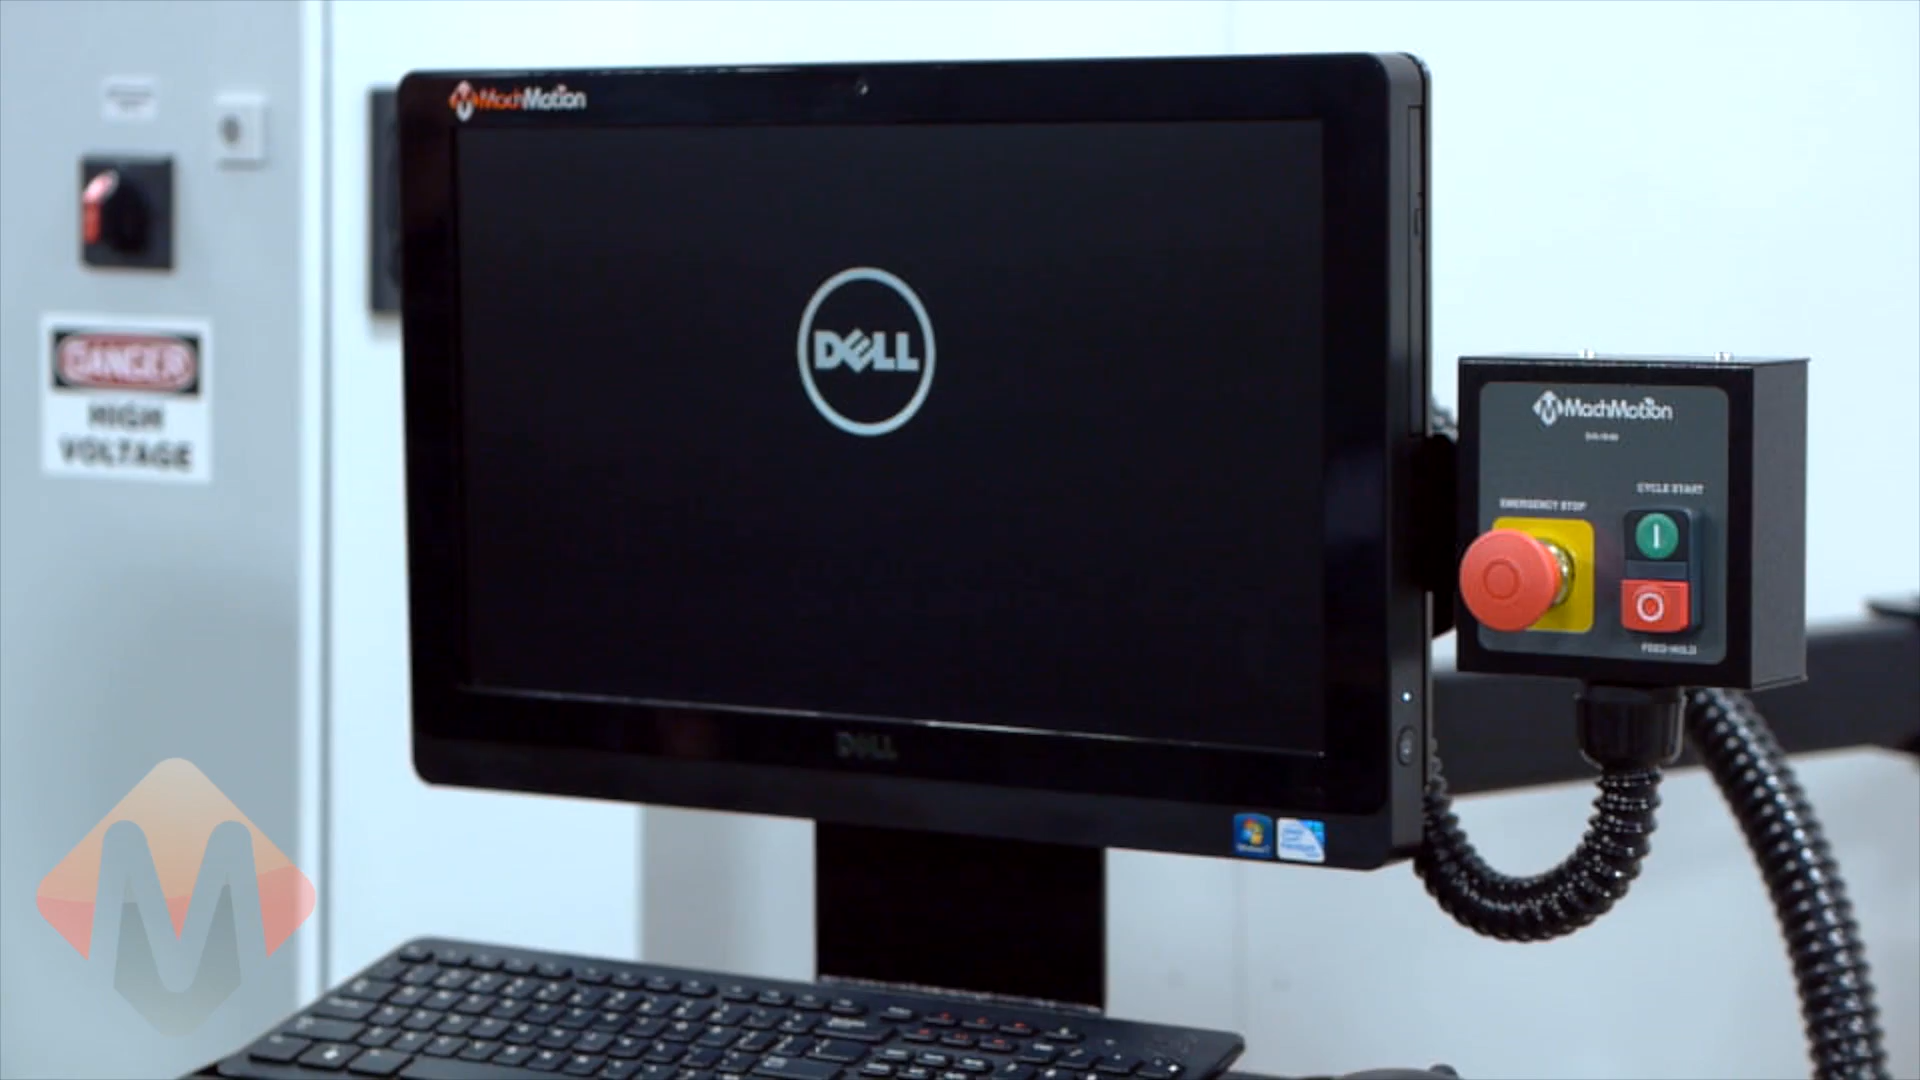 MachMotion
DELL
DANGER
HIGH
VOLTAGE
MachMotion
EMERGENCY STOP
CYCLE START
FEED HOLD
DELL